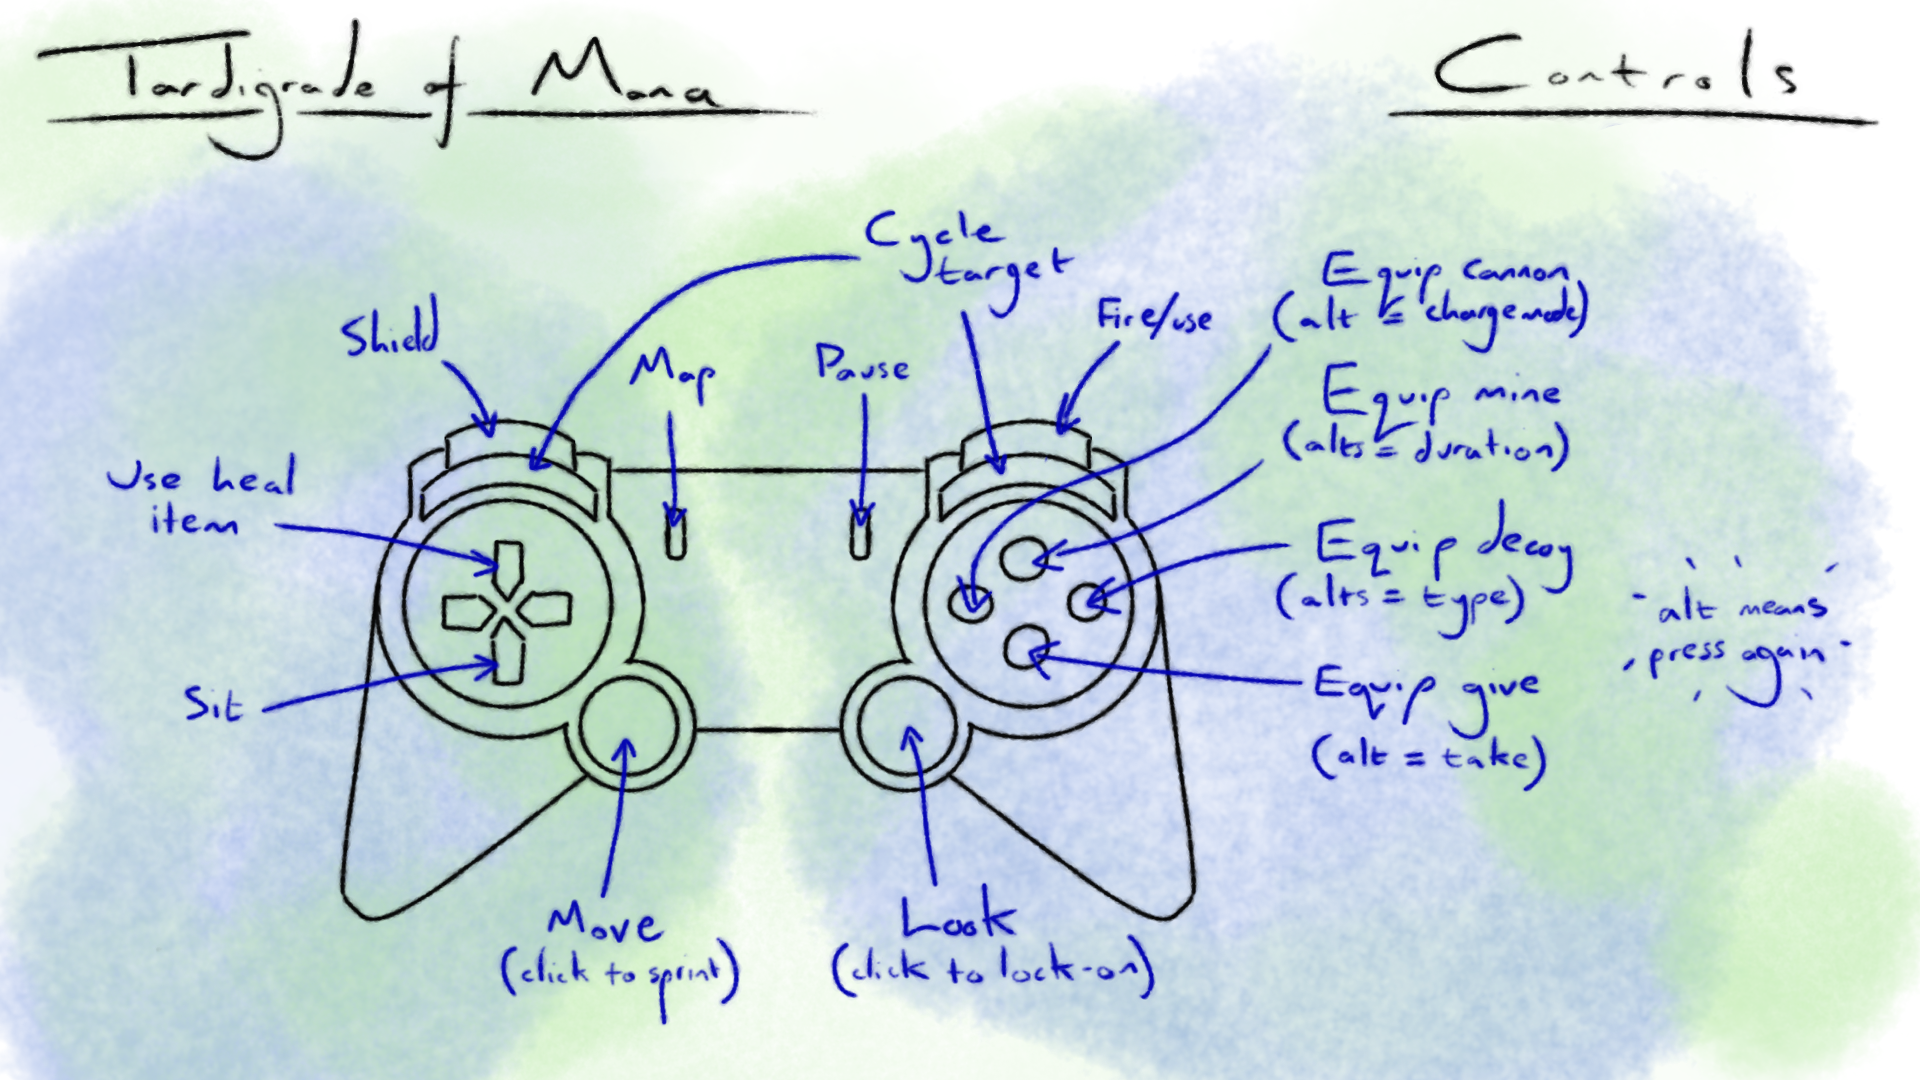 Tardigrade of Mana
Controls
Cycle
target
Shield
Map
Pause
Fire/use
Equip cannon
(alt = charge mode)
Equip mine
(alts = duration)
Use heal
item
Equip decoy
(alts = type)
alt means
press again
Sit
Equip give
(alt = take)
Move
(click to sprint)
Look
(click to lock-on)